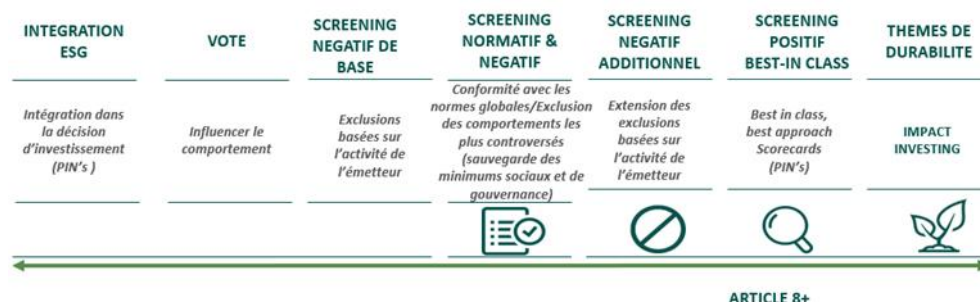 INTEGRATION
ESG
VOTE
SCREENING
NEGATIF DE
BASE
SCREENING
NORMATIF &
NEGATIF
SCREENING
NEGATIF
ADDITIONNEL
SCREENING
POSITIF
BEST-IN CLASS
THEMES DE
DURABILITE
Intégration dans
la décision
d'investissement
(PIN's )
Influencer le
comportement
Exclusions
basées sur
l'activité de
l'émetteur
Conformité avec les
normes globales/Exclusion
des comportements les
plus controversés
(sauvegarde des
minimums sociaux et de
gouvernance)
Extension des
exclusions
basées sur
l'activité de
l'émetteur
Best in class,
best approach
Scorecards
(PIN's)
IMPACT
INVESTING
ARTICLE 8+